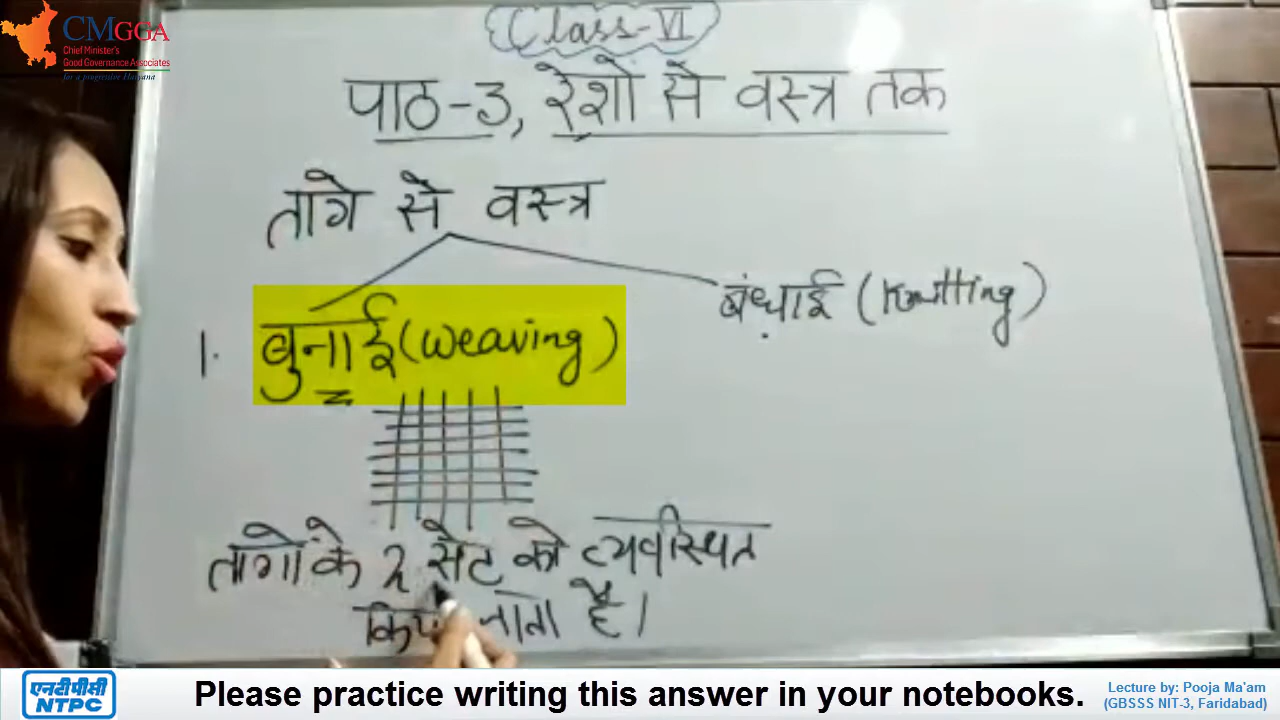 CMGGA
Chief Minister's
Good Governance Associates
for a progressive Haryana
Class-VI
पाठ-3, रेशों से वस्त्र तक
तागे से वस्त्र
1. बुनाई (Weaving)
बंधाई (Knitting)
तागों के 2 सेट को व्यवस्थित
जाता है।
एनटीपीसी
NTPC
Please practice writing this answer in your notebooks.
Lecture by: Pooja Ma'am
(GBSSS NIT-3, Faridabad)